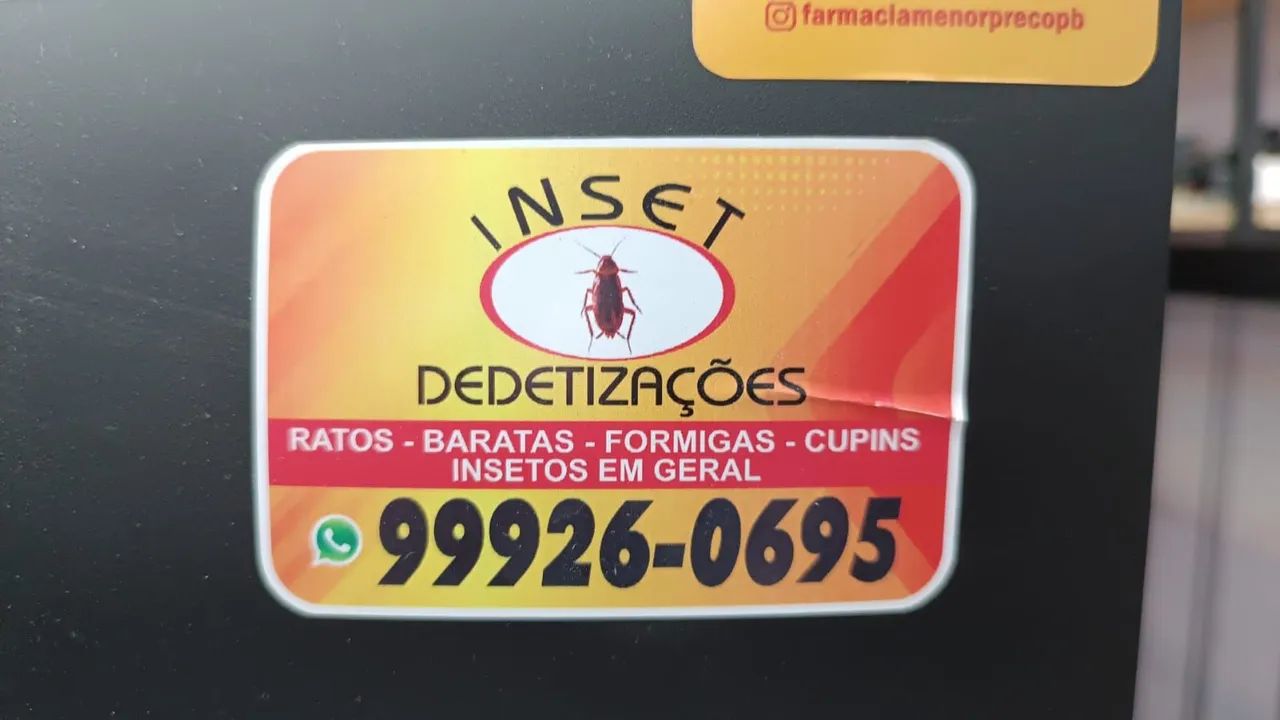 farmaciamenorprecopb
INSET
DEDETIZAÇÕES
RATOS - BARATAS - FORMIGAS - CUPINS
INSETOS EM GERAL
99926-0695